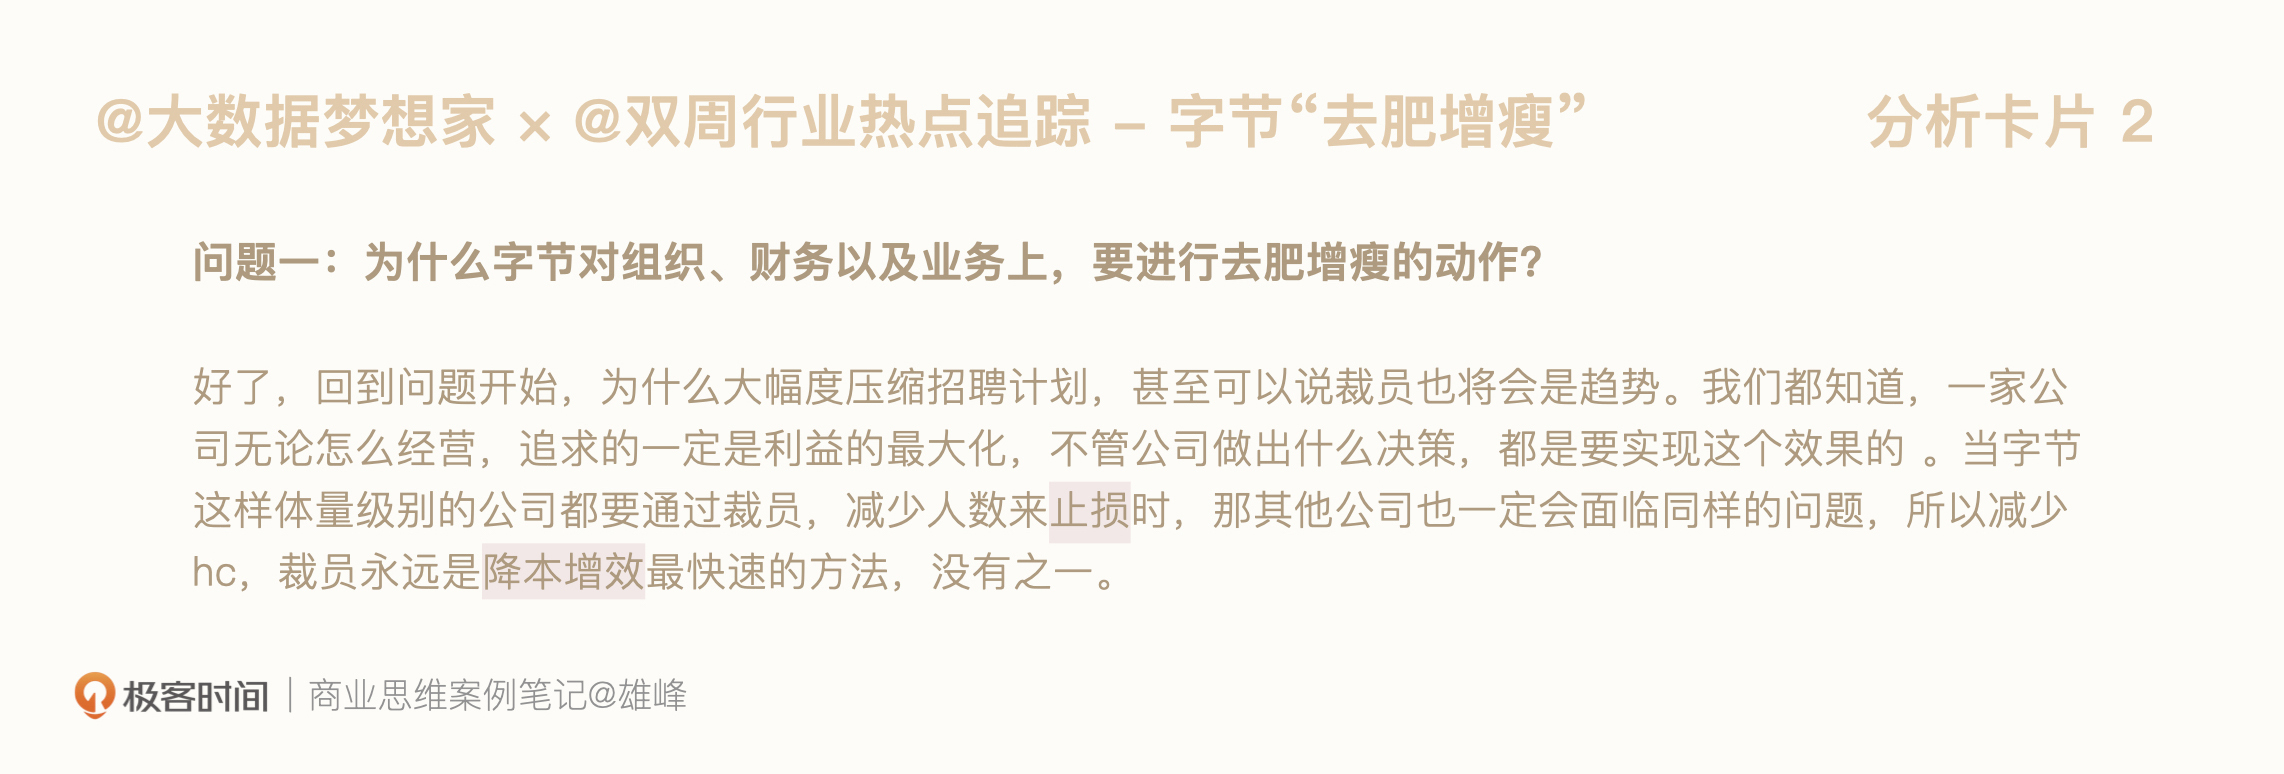 @大数据梦想家 × @双周行业热点追踪 – 字节“去肥增瘦” 分析卡片 2
问题一：为什么字节对组织、财务以及业务上，要进行去肥增瘦的动作？
好了，回到问题开始，为什么大幅度压缩招聘计划，甚至可以说裁员也将会是趋势。我们都知道，一家公
司无论怎么经营，追求的一定是利益的最大化，不管公司做出什么决策，都是要实现这个效果的 。当字节
这样体量级别的公司都要通过裁员，减少人数来止损时，那其他公司也一定会面临同样的问题，所以减少
hc，裁员永远是降本增效最快速的方法，没有之一。
极客时间｜商业思维案例笔记@雄峰